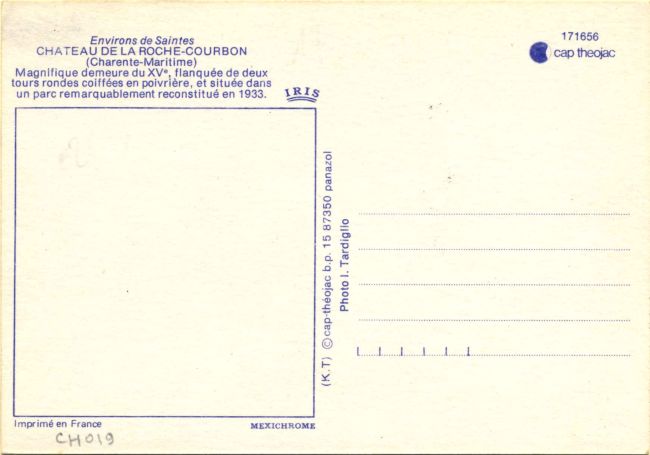 Environs de Saintes
CHATEAU DE LA ROCHE-COURBON
(Charente-Maritime)
Magnifique demeure du XVe, flanquée de deux
tours rondes coiffées en poivrière, et située dans
un parc remarquablement reconstitué en 1933.
IRIS
171656
cap theojac
(K.T) ©cap-théojac b.p. 15 87350 panazol
Photo I. Tardiglio
Imprimé en France
MEXICHROME
CH019